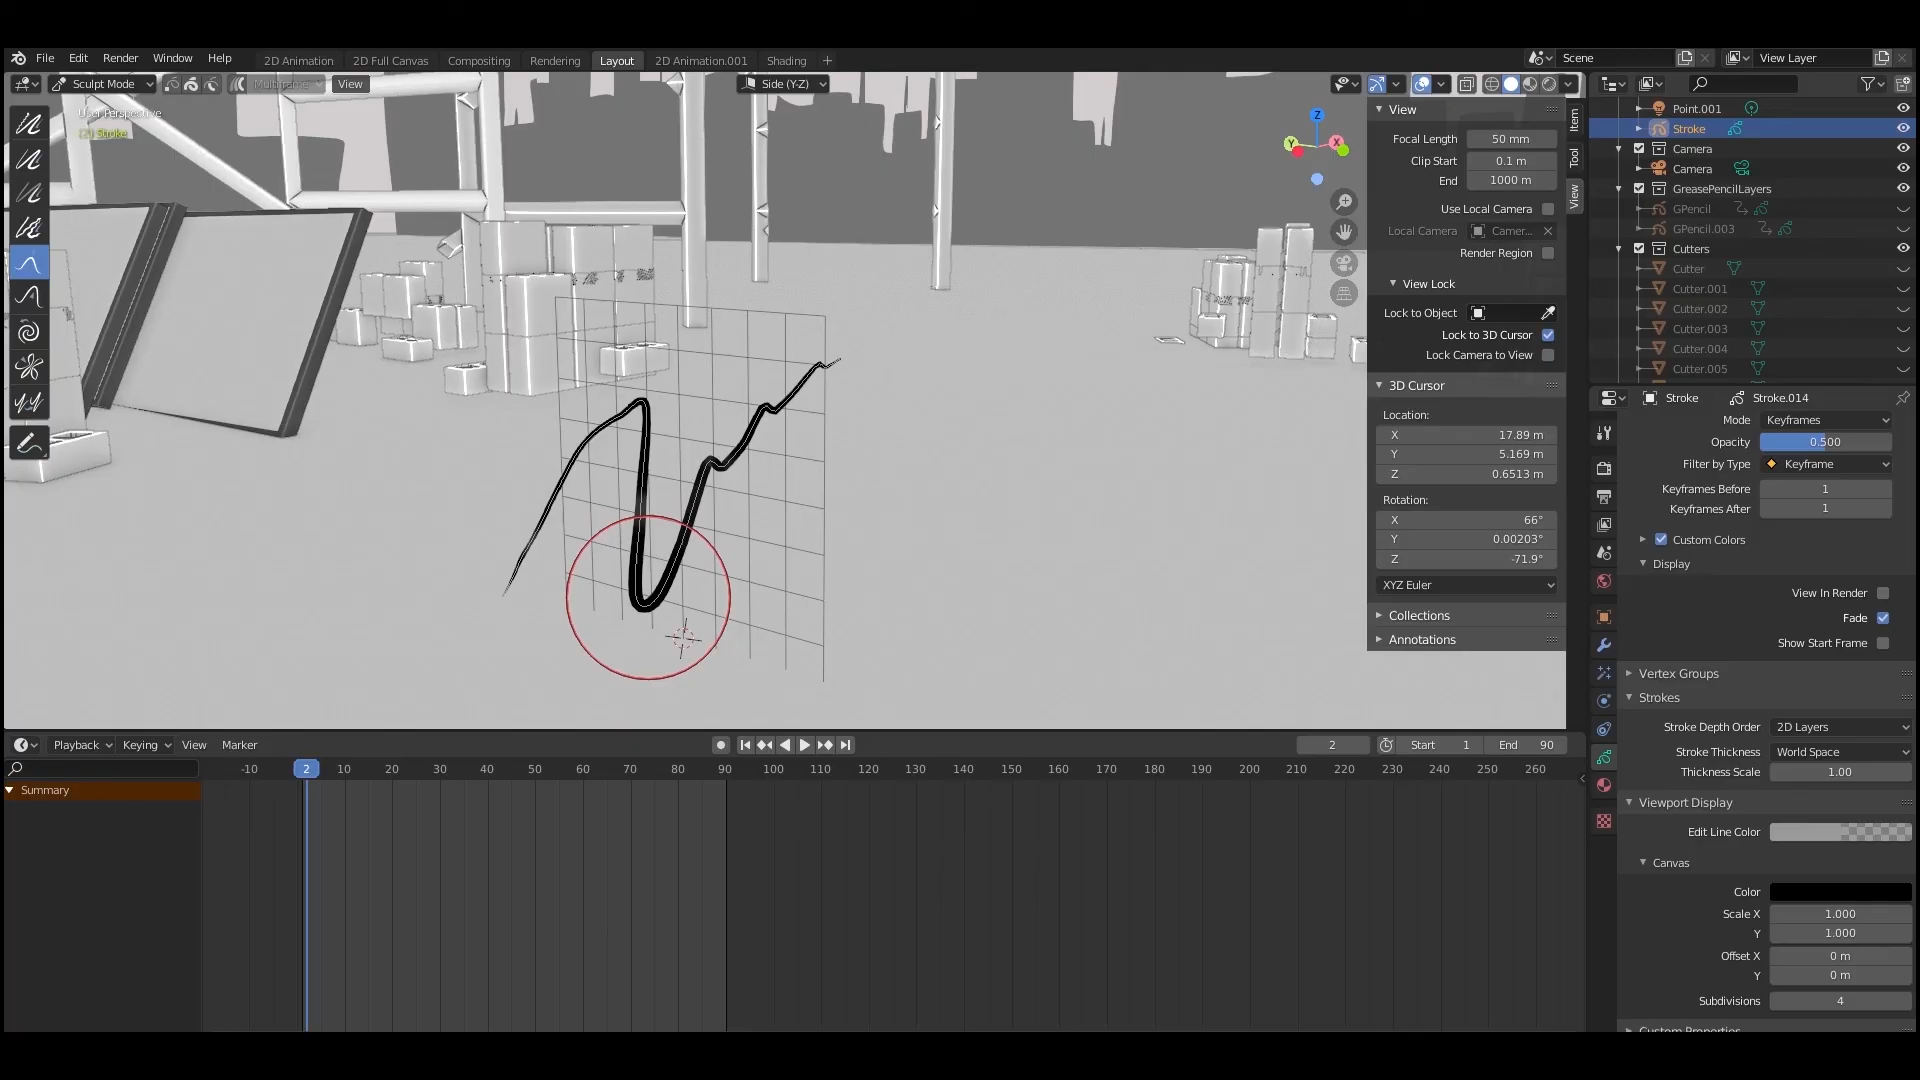 File Edit Render Window Help 2D Animation 2D Full Canvas Compositing Rendering Layout 2D Animation.001 Shading + Scene View Layer
Sculpt Mode Multiframe View Side (Y-Z)
User Perspective
(2) Stroke
Z
Y
X
View
Focal Length 50 mm
Clip Start 0.1 m
End 1000 m
Use Local Camera
Local Camera Camer...
Render Region
View Lock
Lock to Object
Lock to 3D Cursor
Lock Camera to View
3D Cursor
Location:
X 17.89 m
Y 5.169 m
Z 0.6513 m
Rotation:
X 66°
Y 0.00203°
Z -71.9°
XYZ Euler
Collections
Annotations
Item
Tool
View
Point.001
Stroke
Camera
Camera
GreasePencilLayers
GPencil
GPencil.003
Cutters
Cutter
Cutter.001
Cutter.002
Cutter.003
Cutter.004
Cutter.005
Stroke Stroke.014
Mode Keyframes
Opacity 0.500
Filter by Type Keyframe
Keyframes Before 1
Keyframes After 1
Custom Colors
Display
View In Render
Fade
Show Start Frame
Vertex Groups
Strokes
Stroke Depth Order 2D Layers
Stroke Thickness World Space
Thickness Scale 1.00
Viewport Display
Edit Line Color
Canvas
Color
Scale X 1.000
Y 1.000
Offset X 0 m
Y 0 m
Subdivisions 4
Custom Properties
Playback Keying View Marker 2 Start 1 End 90
-10 2 10 20 30 40 50 60 70 80 90 100 110 120 130 140 150 160 170 180 190 200 210 220 230 240 250 260
Summary